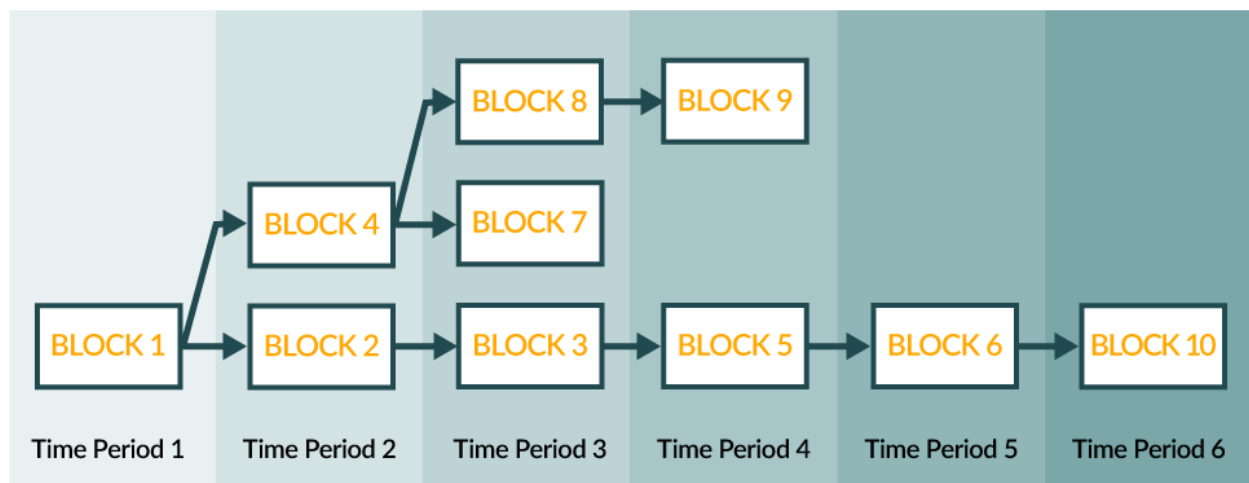 BLOCK 8
BLOCK 9
BLOCK 4
BLOCK 7
BLOCK 1
BLOCK 2
BLOCK 3
BLOCK 5
BLOCK 6
BLOCK 10
Time Period 1
Time Period 2
Time Period 3
Time Period 4
Time Period 5
Time Period 6